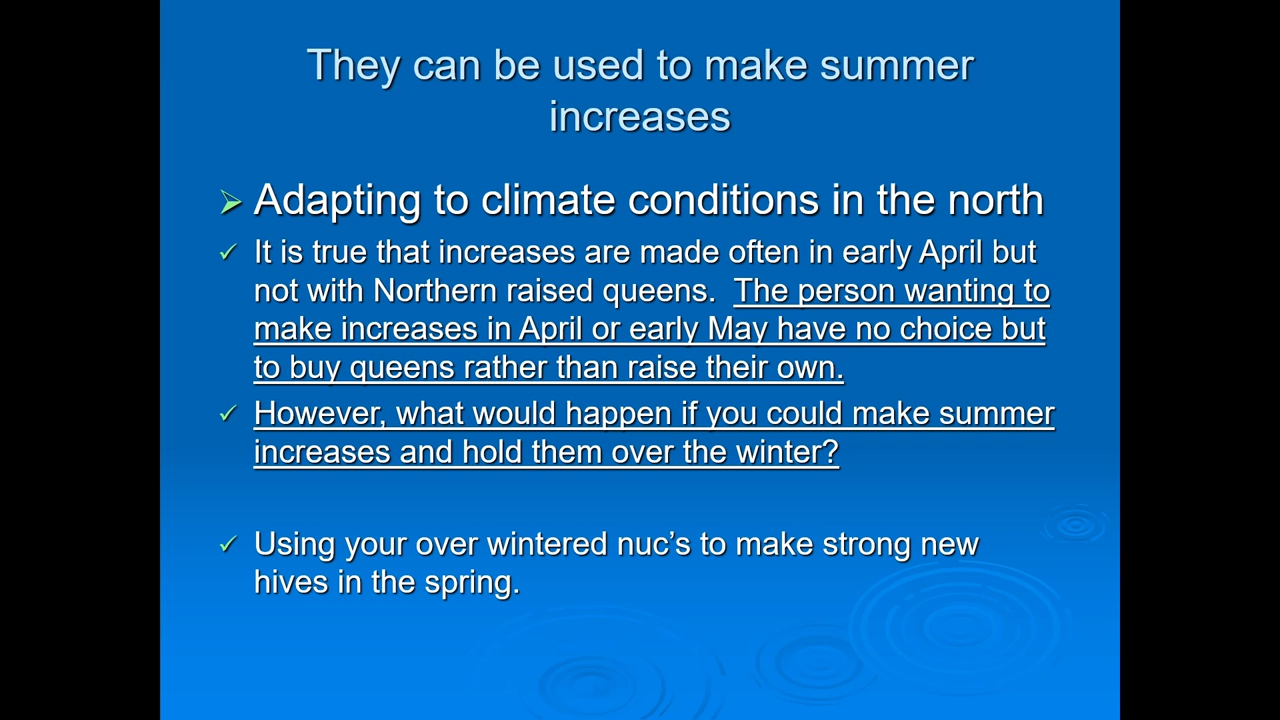 They can be used to make summer
increases
Adapting to climate conditions in the north
It is true that increases are made often in early April but
not with Northern raised queens. The person wanting to
make increases in April or early May have no choice but
to buy queens rather than raise their own.
However, what would happen if you could make summer
increases and hold them over the winter?
Using your over wintered nuc’s to make strong new
hives in the spring.